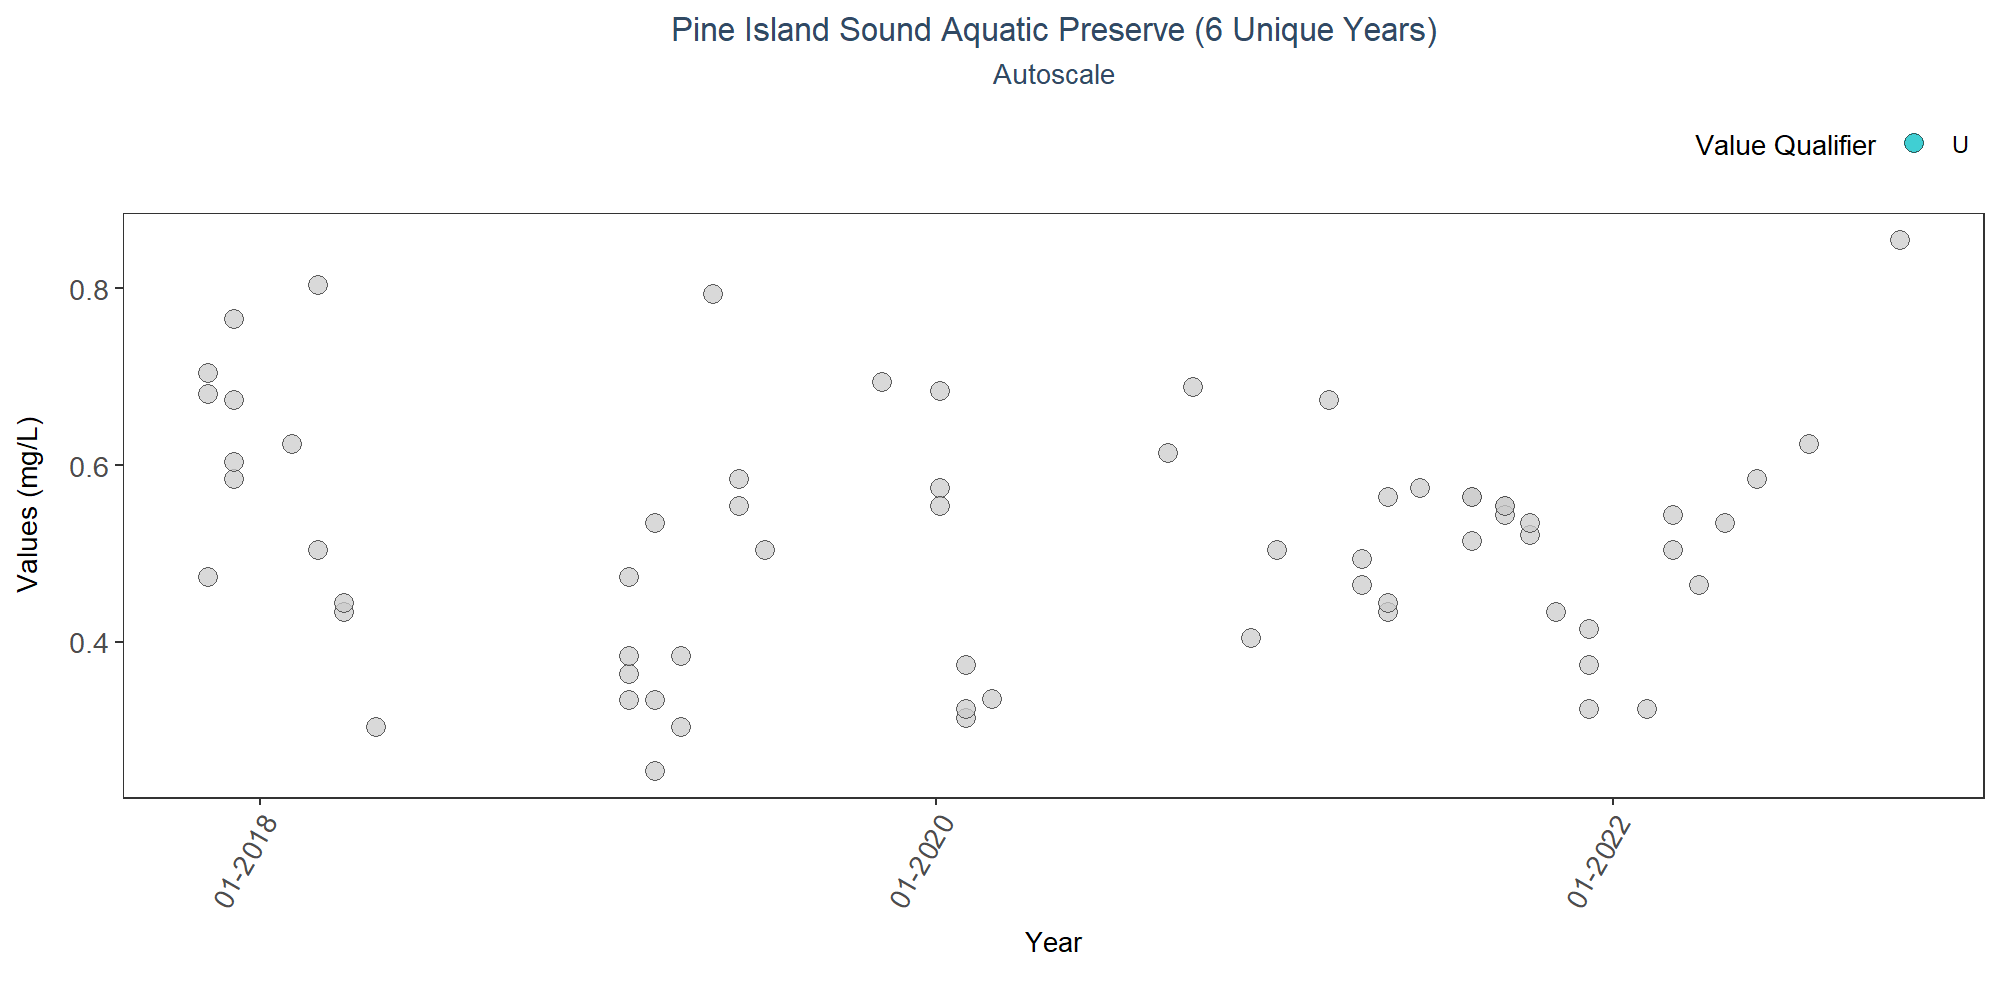 Pine Island Sound Aquatic Preserve (6 Unique Years)
Autoscale
Value Qualifier U
0.8
0.6
0.4
Values (mg/L)
01-2018
01-2020
01-2022
Year